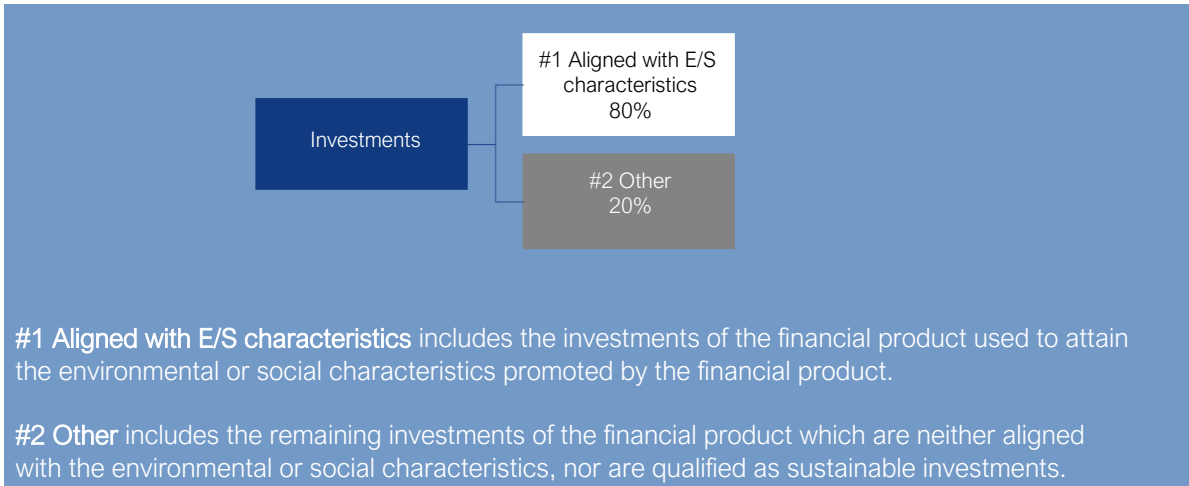 #1 Aligned with E/S
characteristics
80%
Investments
#2 Other
20%
#1 Aligned with E/S characteristics includes the investments of the financial product used to attain
the environmental or social characteristics promoted by the financial product.
#2 Other includes the remaining investments of the financial product which are neither aligned
with the environmental or social characteristics, nor are qualified as sustainable investments.